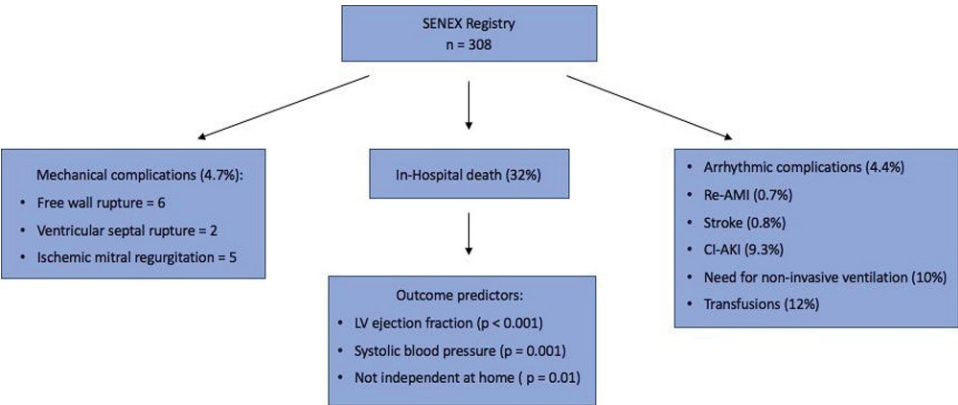 SENEX Registry
n = 308
Mechanical complications (4.7%):
• Free wall rupture = 6
• Ventricular septal rupture = 2
• Ischemic mitral regurgitation = 5
In-Hospital death (32%)
• Arrhythmic complications (4.4%)
• Re-AMI (0.7%)
• Stroke (0.8%)
• CI-AKI (9.3%)
• Need for non-invasive ventilation (10%)
• Transfusions (12%)
Outcome predictors:
• LV ejection fraction (p < 0.001)
• Systolic blood pressure (p = 0.001)
• Not independent at home ( p = 0.01)